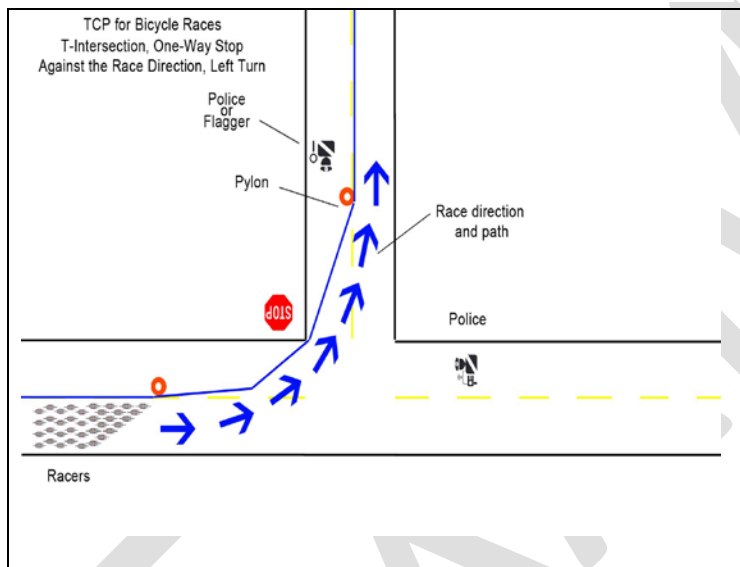 TCP for Bicycle Races
T-Intersection, One-Way Stop
Against the Race Direction, Left Turn
Police
or
Flagger
Pylon
Race direction
and path
STOP
Police
Racers